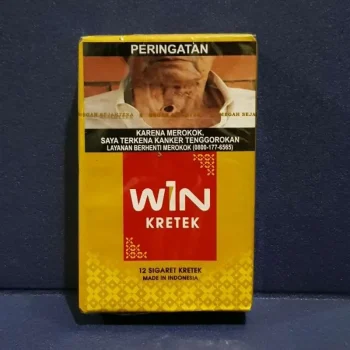 PERINGATAN
KARENA MEROKOK,
SAYA TERKENA KANKER TENGGOROKAN
LAYANAN BERHENTI MEROKOK (0800-177-6565)
WIN
KRETEK
12 SIGARET KRETEK
MADE IN INDONESIA